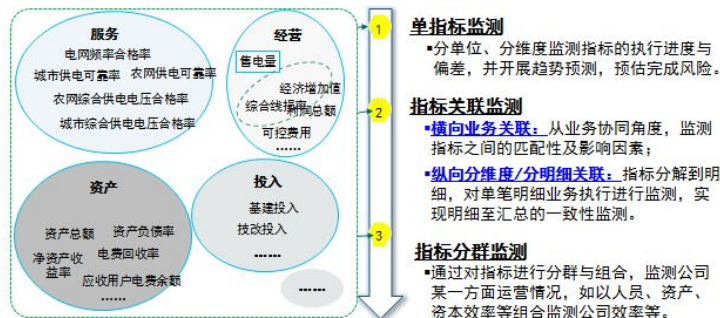 服务
电网频率合格率
城市供电可靠率
农网供电可靠率
农网综合供电电压合格率
城市综合供电电压合格率
经营
售电量
经济增加值
综合线损率
利润总额
可控费用
……
资产
资产总额
资产负债率
净资产收
益率
电费回收率
应收用户电费余额
……
投入
基建投入
技改投入
……
……
1
2
3
单指标监测
▪分单位、分维度监测指标的执行进度与
偏差，并开展趋势预测，预估完成风险。
指标关联监测
▪横向业务关联：从业务协同角度，监测
指标之间的匹配性及影响因素；
▪纵向分维度/分明细关联：指标分解到明
细，对单笔明细业务执行进行监测，实
现明细至汇总的一致性监测。
指标分群监测
▪通过对指标进行分群与组合，监测公司
某一方面运营情况，如以人员、资产、
资本效率等组合监测公司效率等。